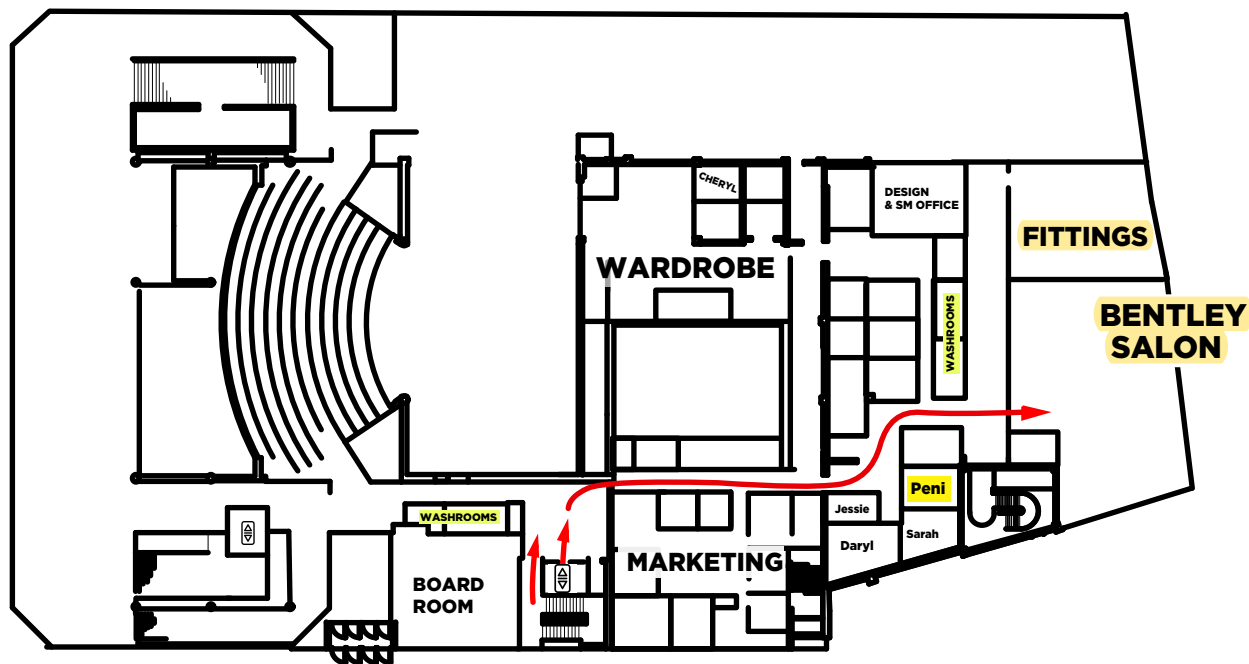 CHERYL
DESIGN
& SM OFFICE
FITTINGS
WARDROBE
WASHROOMS
BENTLEY
SALON
Peni
Jessie
WASHROOMS
Sarah
Daryl
MARKETING
BOARD
ROOM